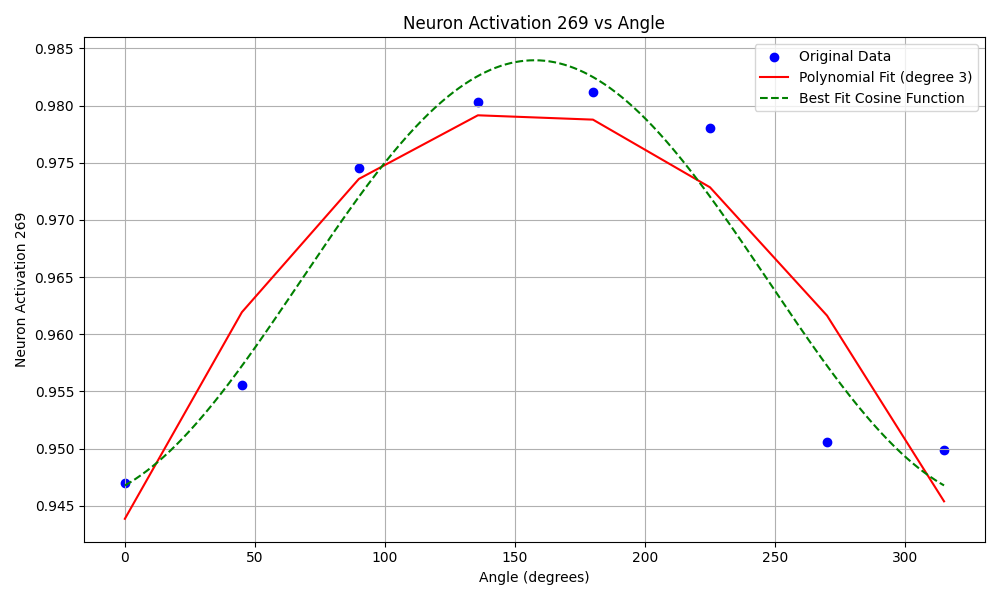 Neuron Activation 269 vs Angle
Original Data
Polynomial Fit (degree 3)
Best Fit Cosine Function
Neuron Activation 269
0.985
0.980
0.975
0.970
0.965
0.960
0.955
0.950
0.945
0
50
100
150
200
250
300
Angle (degrees)